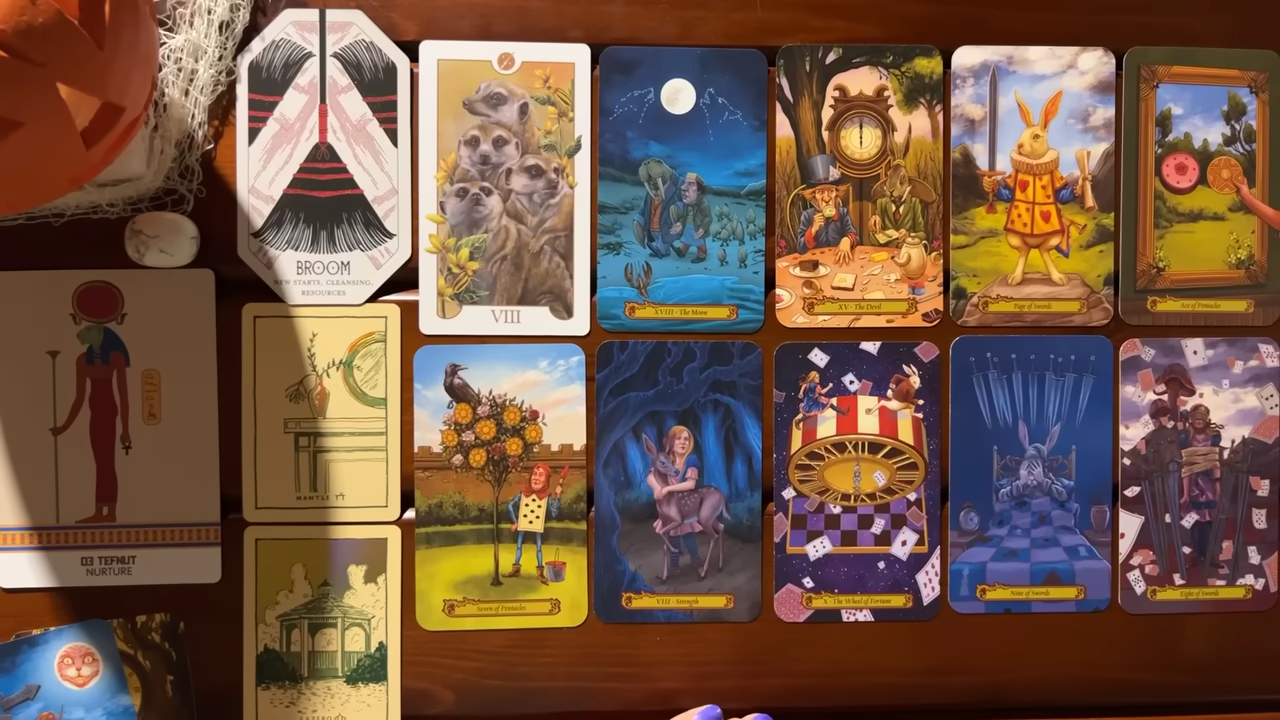 BROOM
NEW STARTS, CLEANSING,
RESOURCES
VIII
XVIII - The Moon
XV - The Devil
Page of Swords
Ace of Pentacles
03 TEFNUT
NURTURE
MANTLE
Seven of Pentacles
VIII - Strength
X - The Wheel of Fortune
Nine of Swords
Eight of Swords